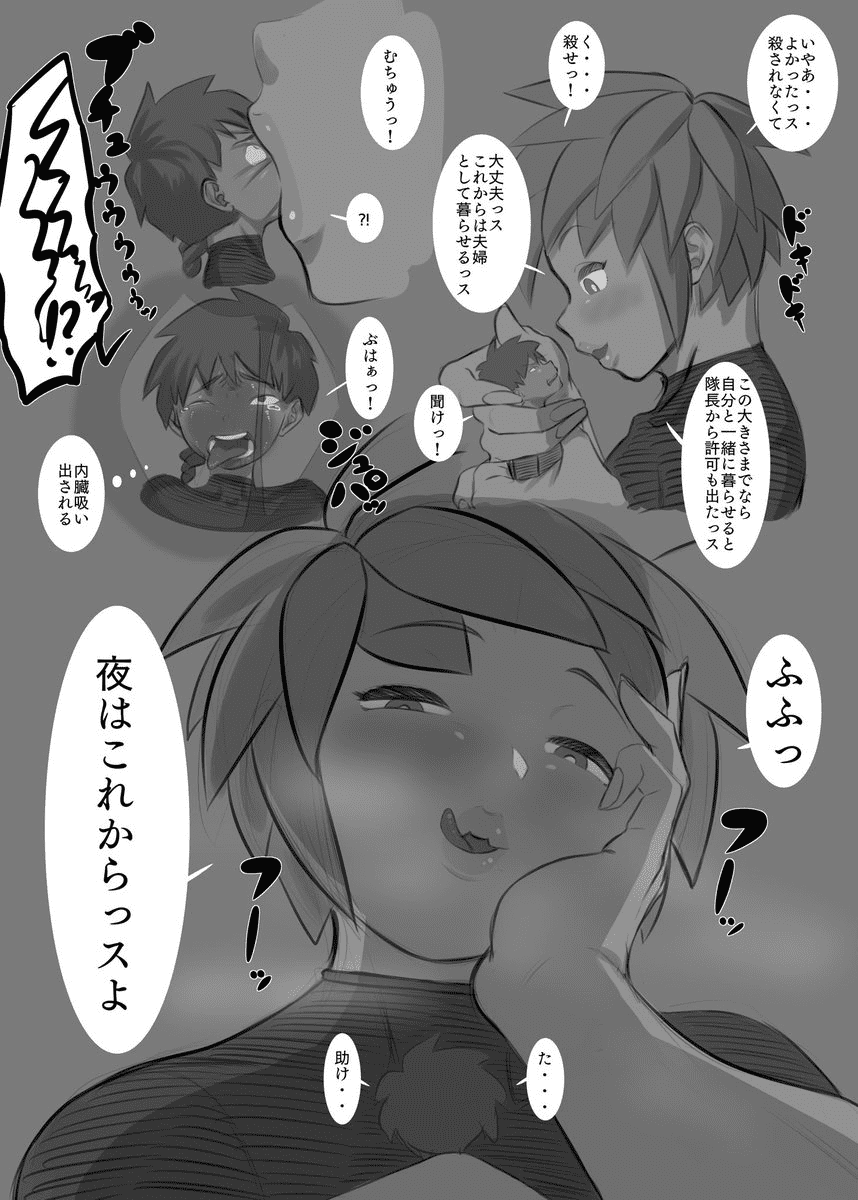 いやあ・・・
よかったっス
殺されなくて
く・・・
殺せっ！
ドキドキ
大丈夫っス
これからは夫婦
として暮らせるっス
この大きさまでなら
自分と一緒に暮らせると
隊長から許可も出たっス
聞けっ！
むちゅうっ！
?!
ブチュゥゥゥゥゥッ
ぶはぁっ！
ジュパッ
内臓吸い
出される
ふふっ
フーッ
夜はこれからっスよ
フーッ
た・・・
助け・・